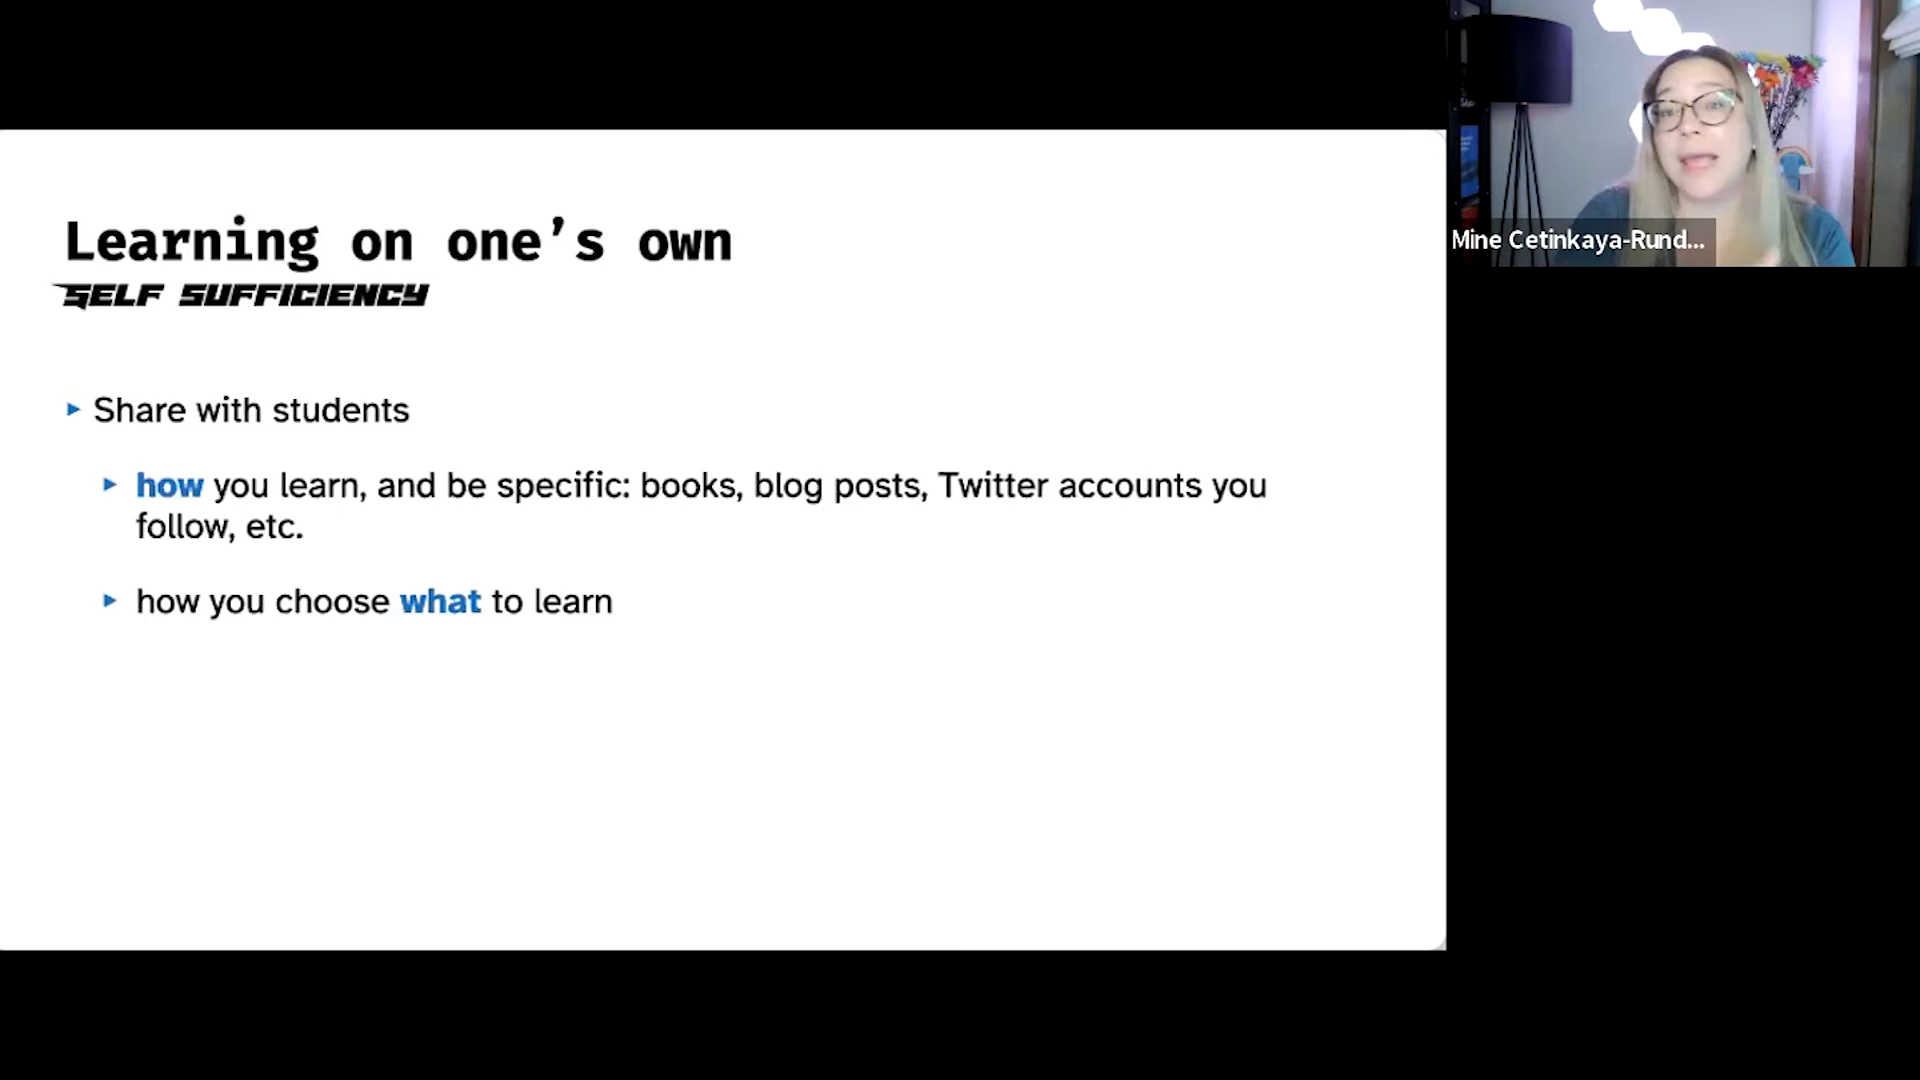 Learning on one’s own
SELF SUFFICIENCY
Share with students
how you learn, and be specific: books, blog posts, Twitter accounts you
follow, etc.
how you choose what to learn
Mine Cetinkaya-Rund...